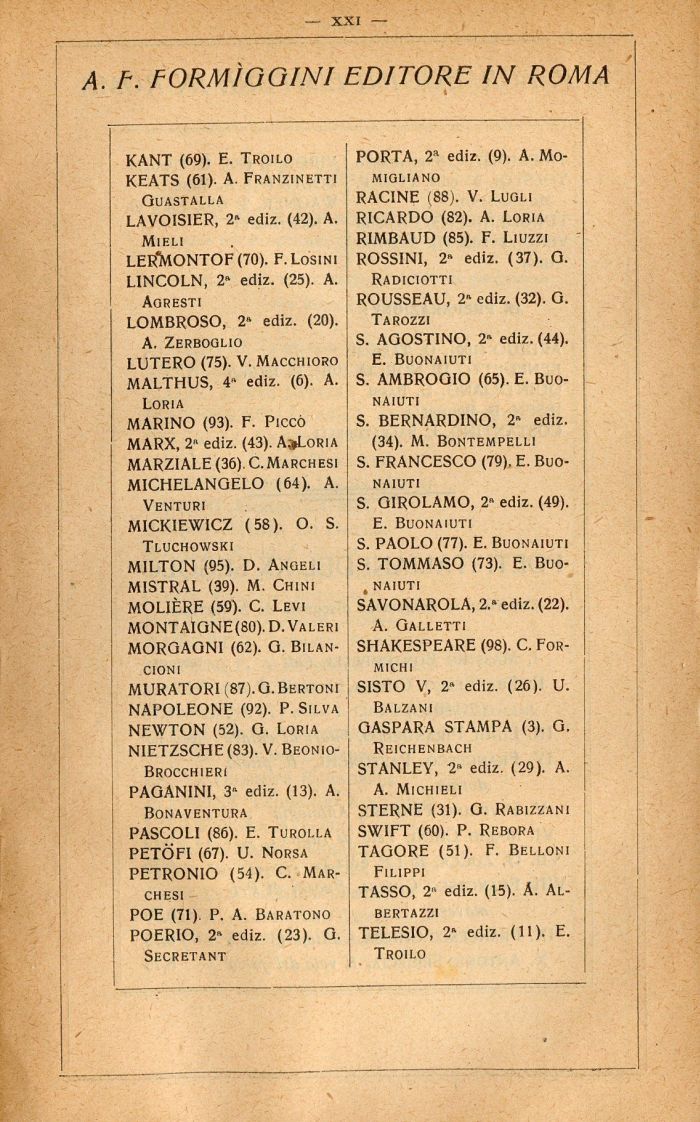 — XXI —
A. F. FORMÌGGINI EDITORE IN ROMA
KANT (69). E. TROILO
KEATS (61). A. FRANZINETTI
GUASTALLA
LAVOISIER, 2ª ediz. (42). A.
MIELI
LERMONTOF (70). F. LOSINI
LINCOLN, 2ª ediz. (25). A.
AGRESTI
LOMBROSO, 2ª ediz. (20).
A. ZERBOGLIO
LUTERO (75). V. MACCHIORO
MALTHUS, 4ª ediz. (6). A.
LORIA
MARINO (93). F. PICCÒ
MARX, 2ª ediz. (43). A. LORIA
MARZIALE (36). C. MARCHESI
MICHELANGELO (64). A.
VENTURI
MICKIEWICZ (58). O. S.
TLUCHOWSKI
MILTON (95). D. ANGELI
MISTRAL (39). M. CHINI
MOLIÈRE (59). C. LEVI
MONTAIGNE (80). D. VALERI
MORGAGNI (62). G. BILAN-
CIONI
MURATORI (87). G. BERTONI
NAPOLEONE (92). P. SILVA
NEWTON (52). G. LORIA
NIETZSCHE (83). V. BEONIO-
BROCCHIERI
PAGANINI, 3ª ediz. (13). A.
BONAVENTURA
PASCOLI (86). E. TUROLLA
PETÖFI (67). U. NORSA
PETRONIO (54). C. MAR-
CHESI
POE (71). P. A. BARATONO
POERIO, 2ª ediz. (23). G.
SECRETANT
PORTA, 2ª ediz. (9). A. MO-
MIGLIANO
RACINE (88). V. LUGLI
RICARDO (82). A. LORIA
RIMBAUD (85). F. LIUZZI
ROSSINI, 2ª ediz. (37). G.
RADICIOTTI
ROUSSEAU, 2ª ediz. (32). G.
TAROZZI
S. AGOSTINO, 2ª ediz. (44).
E. BUONAIUTI
S. AMBROGIO (65). E. BUO-
NAIUTI
S. BERNARDINO, 2ª ediz.
(34). M. BONTEMPELLI
S. FRANCESCO (79). E. BUO-
NAIUTI
S. GIROLAMO, 2ª ediz. (49).
E. BUONAIUTI
S. PAOLO (77). E. BUONAIUTI
S. TOMMASO (73). E. BUO-
NAIUTI
SAVONAROLA, 2.ª ediz. (22).
A. GALLETTI
SHAKESPEARE (98). C. FOR-
MICHI
SISTO V, 2ª ediz. (26). U.
BALZANI
GASPARA STAMPA (3). G.
REICHENBACH
STANLEY, 2ª ediz. (29). A.
A. MICHIELI
STERNE (31). G. RABIZZANI
SWIFT (60). P. REBORA
TAGORE (51). F. BELLONI
FILIPPI
TASSO, 2ª ediz. (15). A. AL-
BERTAZZI
TELESIO, 2ª ediz. (11). E.
TROILO